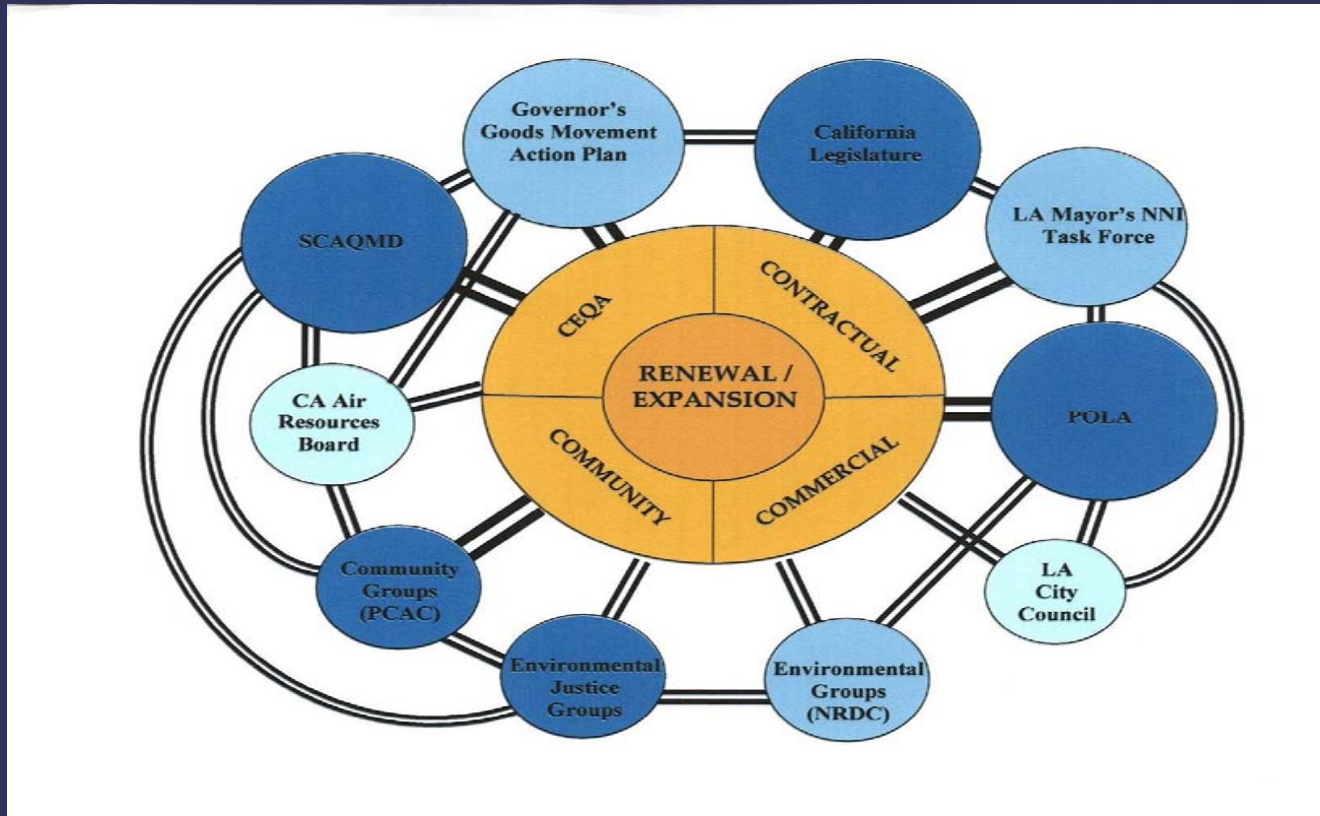 Governor's
Goods Movement
Action Plan
California
Legislature
LA Mayor's NNI
Task Force
SCAQMD
CEQA
CONTRACTUAL
RENEWAL /
EXPANSION
COMMUNITY
COMMERCIAL
POLA
CA Air
Resources
Board
Community
Groups
(PCAC)
LA
City
Council
Environmental
Justice
Groups
Environmental
Groups
(NRDC)